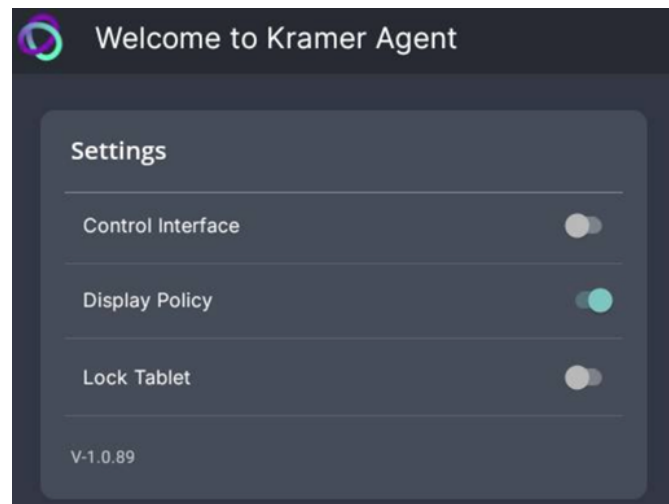 Welcome to Kramer Agent
Settings
Control Interface
Display Policy
Lock Tablet
V-1.0.89